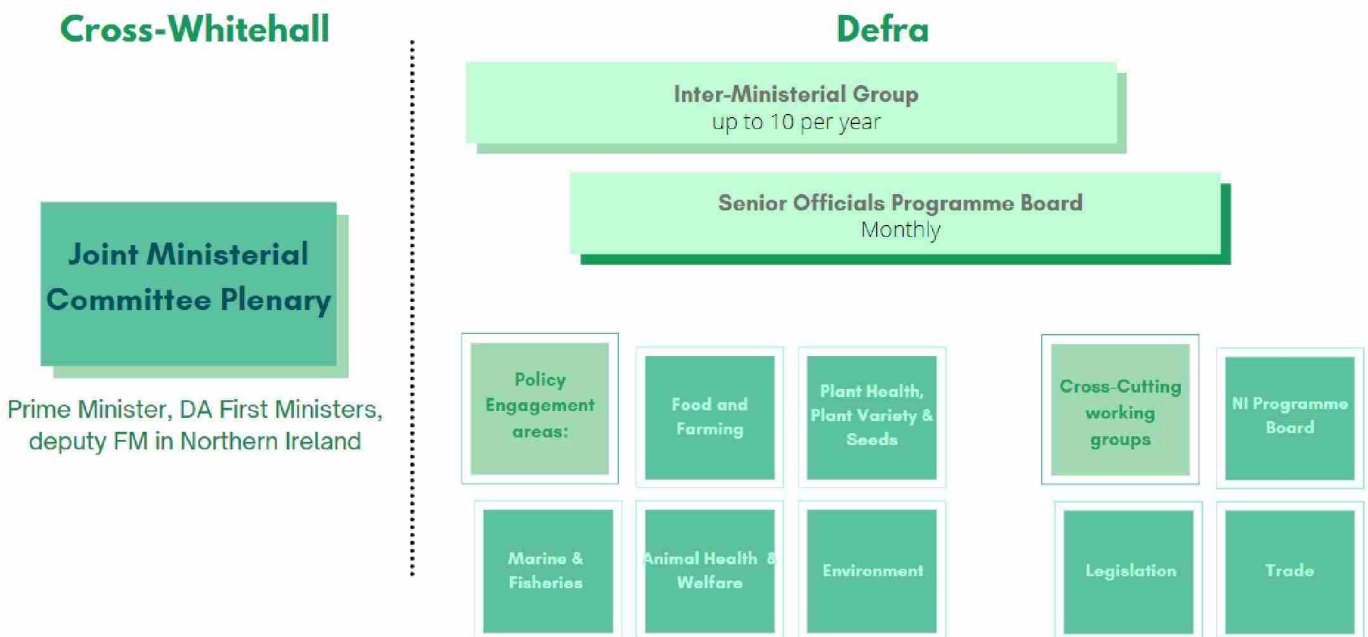 Cross-Whitehall
Defra
Inter-Ministerial Group
up to 10 per year
Senior Officials Programme Board
Monthly
Joint Ministerial
Committee Plenary
Prime Minister, DA First Ministers,
deputy FM in Northern Ireland
Policy
Engagement
areas:
Food and
Farming
Plant Health,
Plant Variety &
Seeds
Cross-Cutting
working
groups
NI Programme
Board
Marine &
Fisheries
Animal Health &
Welfare
Environment
Legislation
Trade